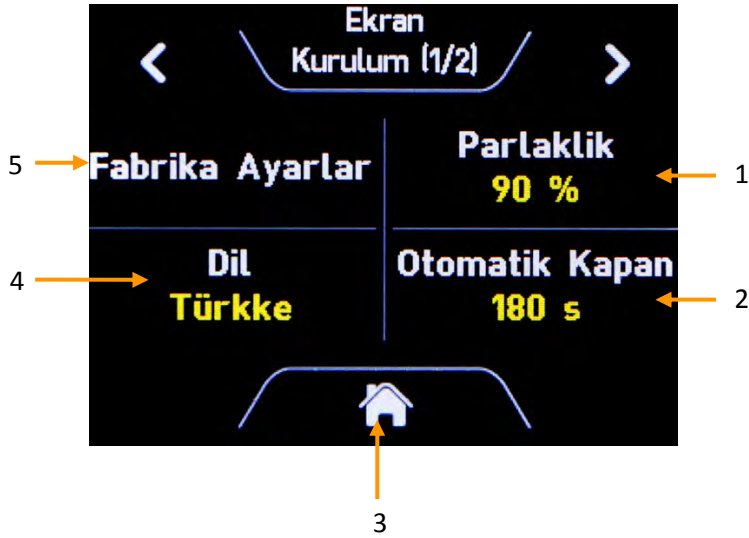 Ekran
Kurulum (1/2)
5
Fabrika Ayarlar
Parlaklik
90 %
1
4
Dil
Türkke
Otomatik Kapan
180 s
2
3